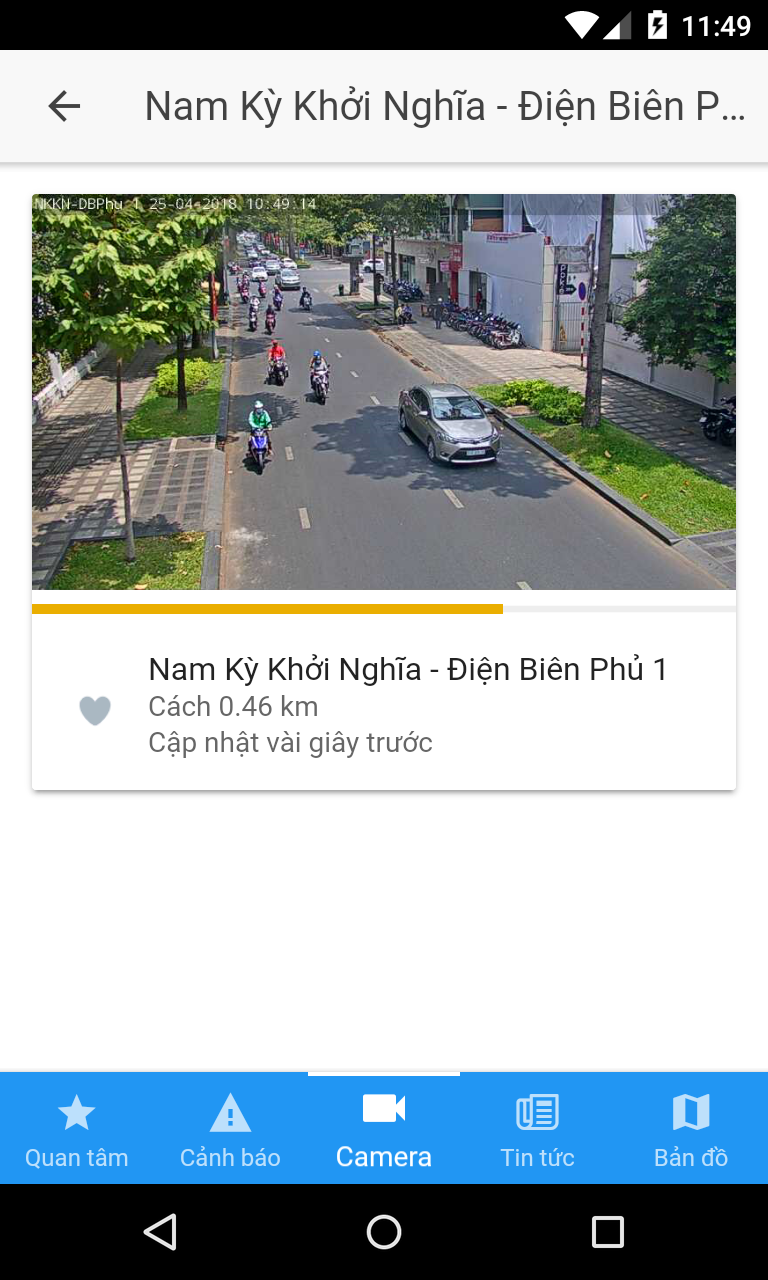 11:49
Nam Kỳ Khởi Nghĩa - Điện Biên P...
NKKN-DBPhu 1 25-04-2018 10:49:14
Nam Kỳ Khởi Nghĩa - Điện Biên Phủ 1
Cách 0.46 km
Cập nhật vài giây trước
Quan tâm
Cảnh báo
Camera
Tin tức
Bản đồ